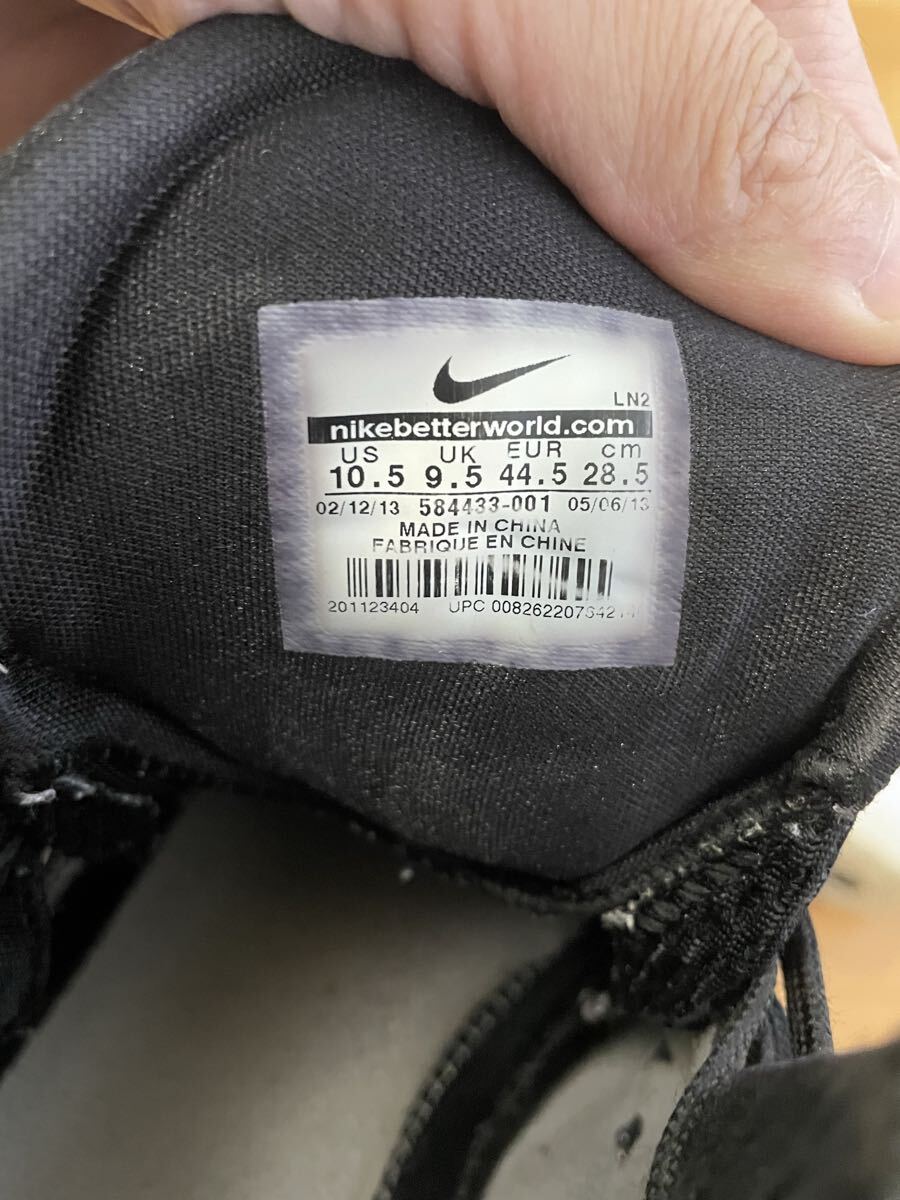 LN2
nikebetterworld.com
US UK EUR cm
10.5 9.5 44.5 28.5
02/12/13 584433-001 05/06/13
MADE IN CHINA
FABRIQUE EN CHINE
201123404 UPC